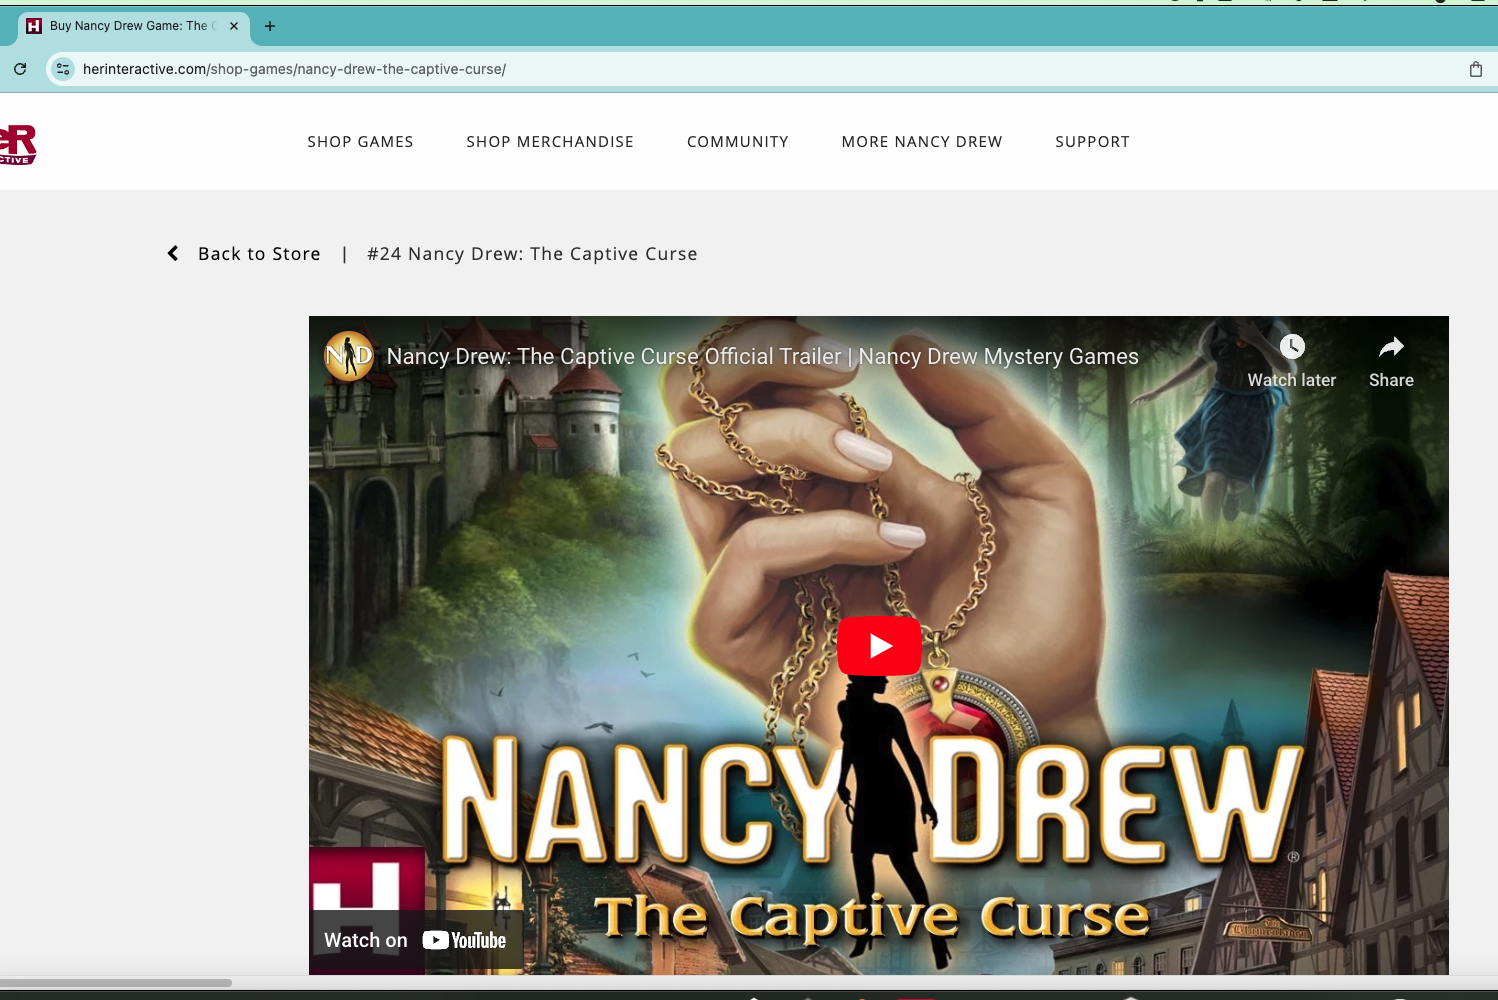 Buy Nancy Drew Game: The
herinteractive.com/shop-games/nancy-drew-the-captive-curse/
SHOP GAMES SHOP MERCHANDISE COMMUNITY MORE NANCY DREW SUPPORT
Back to Store | #24 Nancy Drew: The Captive Curse
ND Nancy Drew: The Captive Curse Official Trailer | Nancy Drew Mystery Games
Watch later Share
NANCY DREW®
The Captive Curse
Watch on YouTube